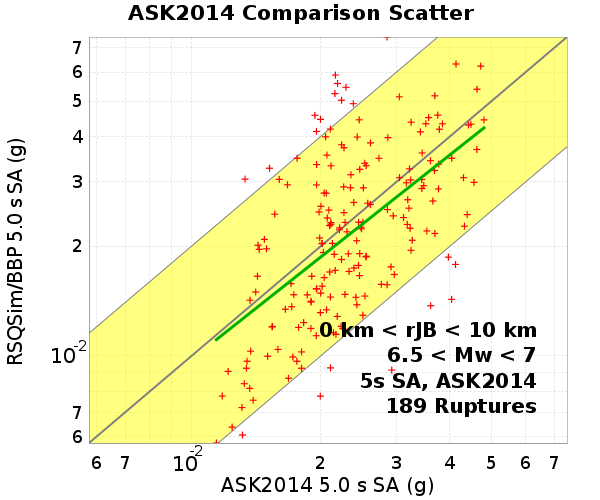 ASK2014 Comparison Scatter
RSQSim/BBP 5.0 s SA (g)
7
6
5
4
3
2
10-2
7
6
0 km < rJB < 10 km
6.5 < Mw < 7
5s SA, ASK2014
189 Ruptures
6 7 10-2 2 3 4 5 6 7
ASK2014 5.0 s SA (g)